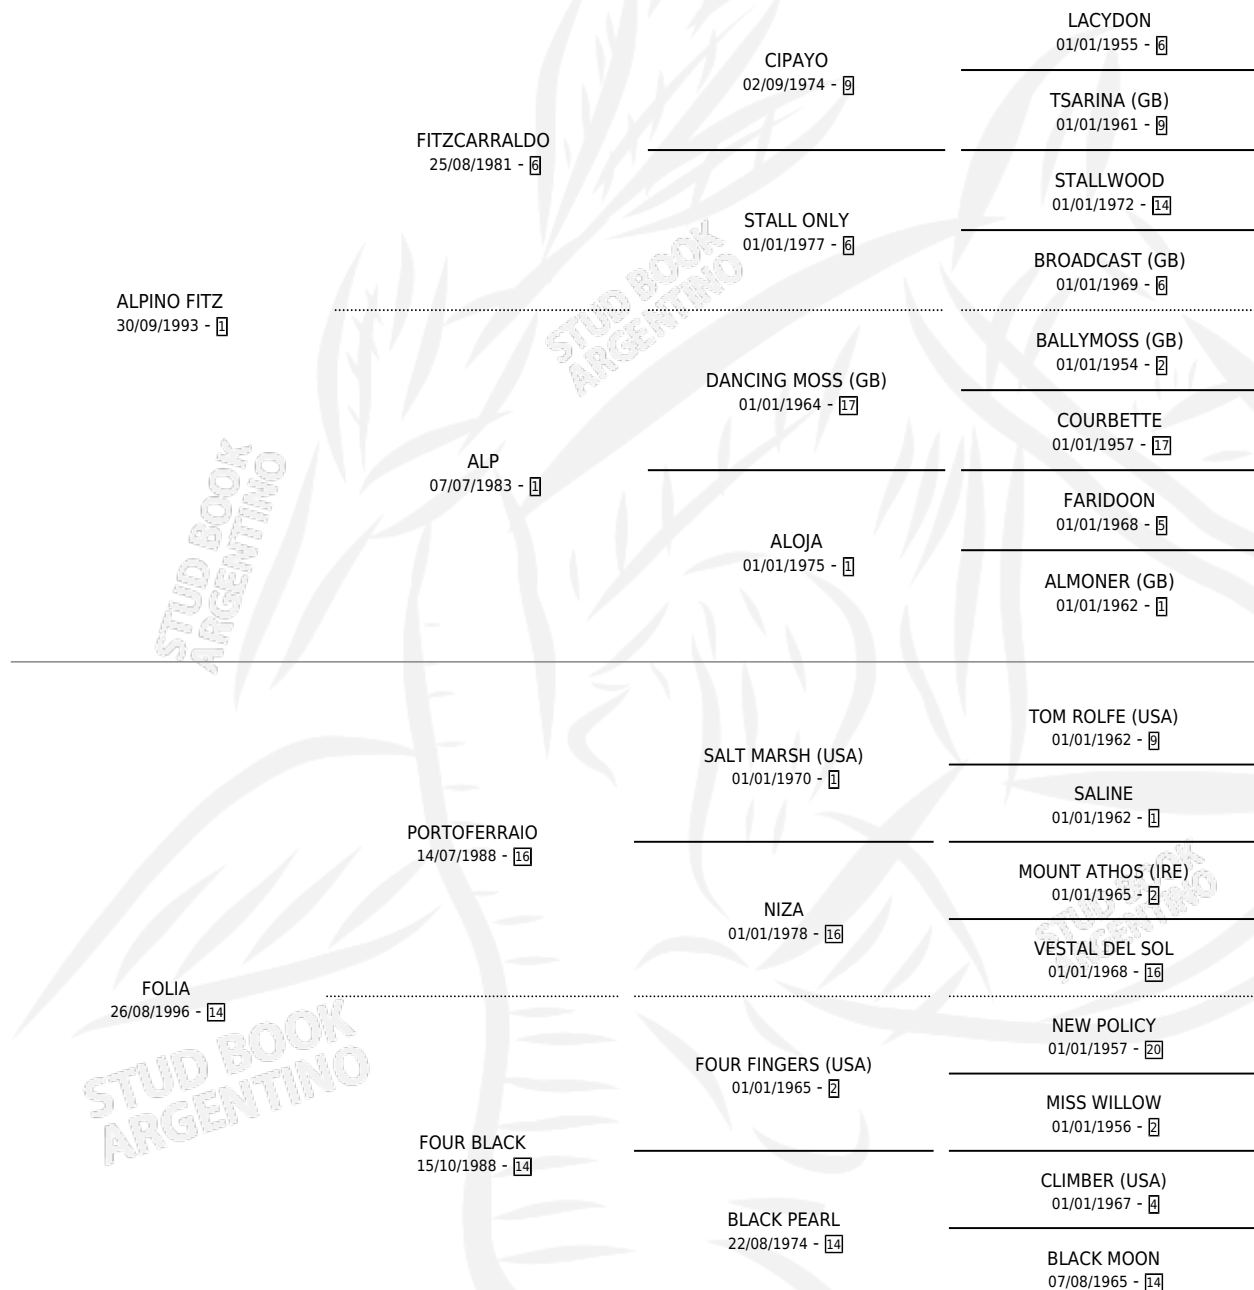 LACYDON
01/01/1955 - 6
CIPAYO
02/09/1974 - 9
TSARINA (GB)
01/01/1961 - 9
FITZCARRALDO
25/08/1981 - 6
STALLWOOD
01/01/1972 - 14
STALL ONLY
01/01/1977 - 6
BROADCAST (GB)
01/01/1969 - 6
ALPINO FITZ
30/09/1993 - 1
BALLYMOSS (GB)
01/01/1954 - 2
DANCING MOSS (GB)
01/01/1964 - 17
COURBETTE
01/01/1957 - 17
ALP
07/07/1983 - 1
FARIDOON
01/01/1968 - 5
ALOJA
01/01/1975 - 1
ALMONER (GB)
01/01/1962 - 1
TOM ROLFE (USA)
01/01/1962 - 9
SALT MARSH (USA)
01/01/1970 - 1
SALINE
01/01/1962 - 1
PORTOFERRAIO
14/07/1988 - 16
MOUNT ATHOS (IRE)
01/01/1965 - 2
NIZA
01/01/1978 - 16
VESTAL DEL SOL
01/01/1968 - 16
FOLIA
26/08/1996 - 14
NEW POLICY
01/01/1957 - 20
FOUR FINGERS (USA)
01/01/1965 - 2
MISS WILLOW
01/01/1956 - 2
FOUR BLACK
15/10/1988 - 14
CLIMBER (USA)
01/01/1967 - 4
BLACK PEARL
22/08/1974 - 14
BLACK MOON
07/08/1965 - 14
STUD BOOK
ARGENTINO
STUD BOOK
ARGENTINO
STUD BOOK
ARGENTINO
STUD BOOK
ARGENTINO